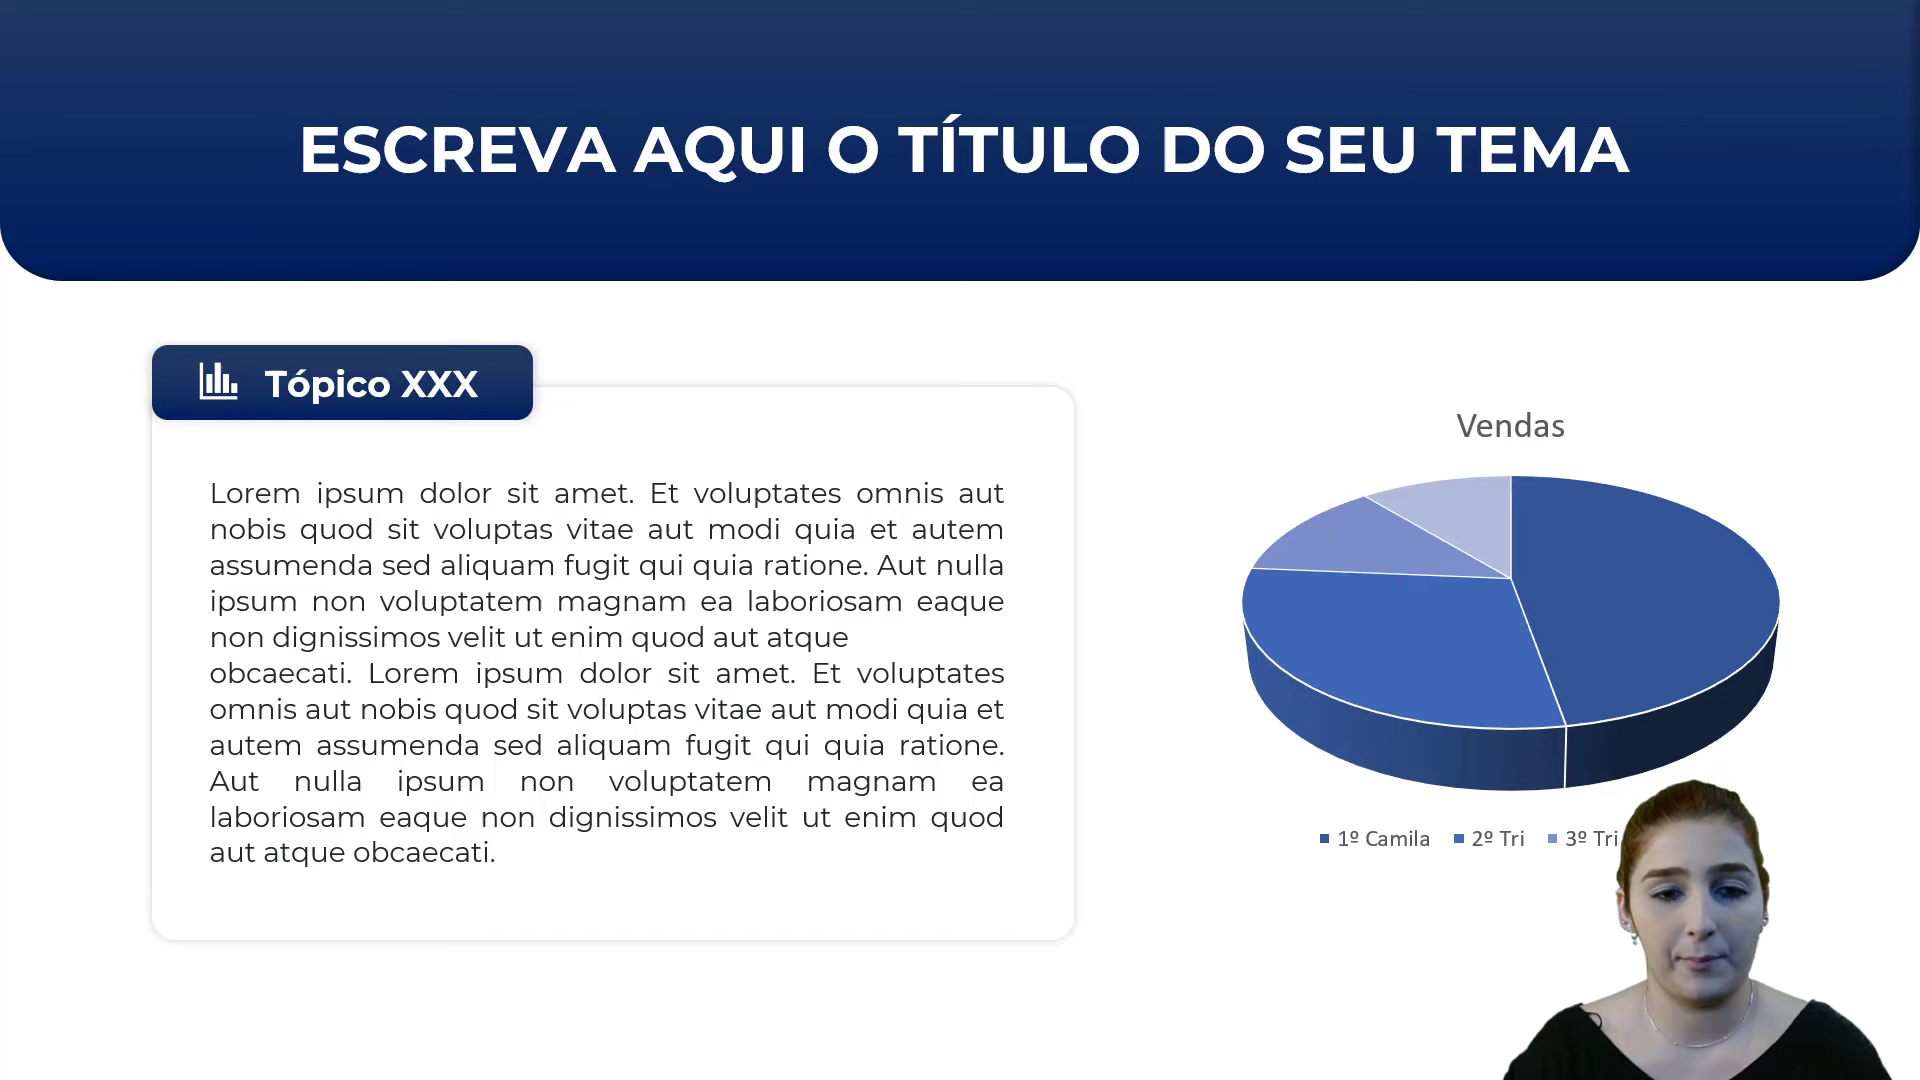 ESCREVA AQUI O TÍTULO DO SEU TEMA
Tópico XXX
Lorem ipsum dolor sit amet. Et voluptates omnis aut
nobis quod sit voluptas vitae aut modi quia et autem
assumenda sed aliquam fugit qui quia ratione. Aut nulla
ipsum non voluptatem magnam ea laboriosam eaque
non dignissimos velit ut enim quod aut atque
obcaecati. Lorem ipsum dolor sit amet. Et voluptates
omnis aut nobis quod sit voluptas vitae aut modi quia et
autem assumenda sed aliquam fugit qui quia ratione.
Aut nulla ipsum non voluptatem magnam ea
laboriosam eaque non dignissimos velit ut enim quod
aut atque obcaecati.
Vendas
1º Camila 2º Tri 3º Tri